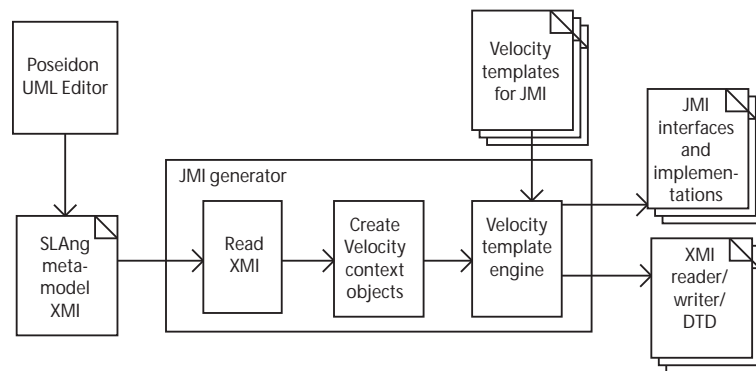 Poseidon
UML Editor
Velocity
templates
for JMI
JMI
interfaces
and
implemen-
tations
JMI generator
SLAng
meta-
model
XMI
Read
XMI
Create
Velocity
context
objects
Velocity
template
engine
XMI
reader/
writer/
DTD